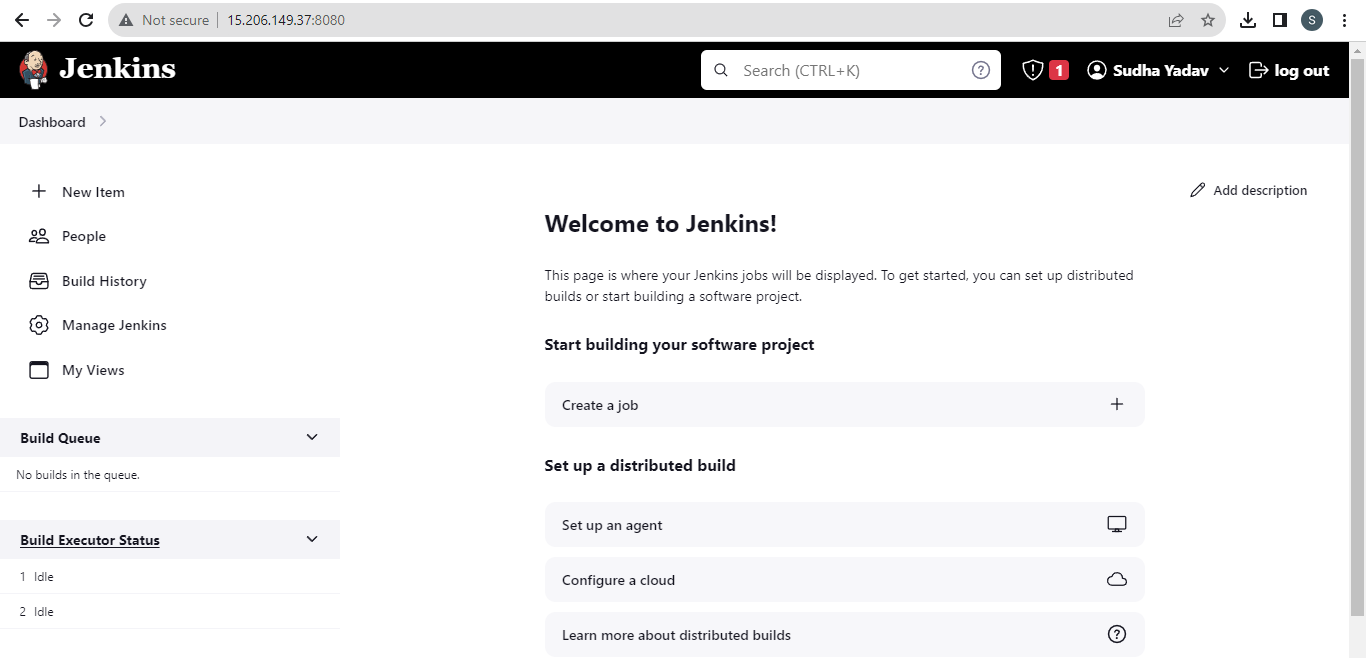 Not secure 15.206.149.37:8080 S
Jenkins Search (CTRL+K) ? 1 Sudha Yadav log out
Dashboard
New Item
People
Build History
Manage Jenkins
My Views
Build Queue
No builds in the queue.
Build Executor Status
1 Idle
2 Idle
Add description
Welcome to Jenkins!
This page is where your Jenkins jobs will be displayed. To get started, you can set up distributed
builds or start building a software project.
Start building your software project
Create a job
Set up a distributed build
Set up an agent
Configure a cloud
Learn more about distributed builds ?